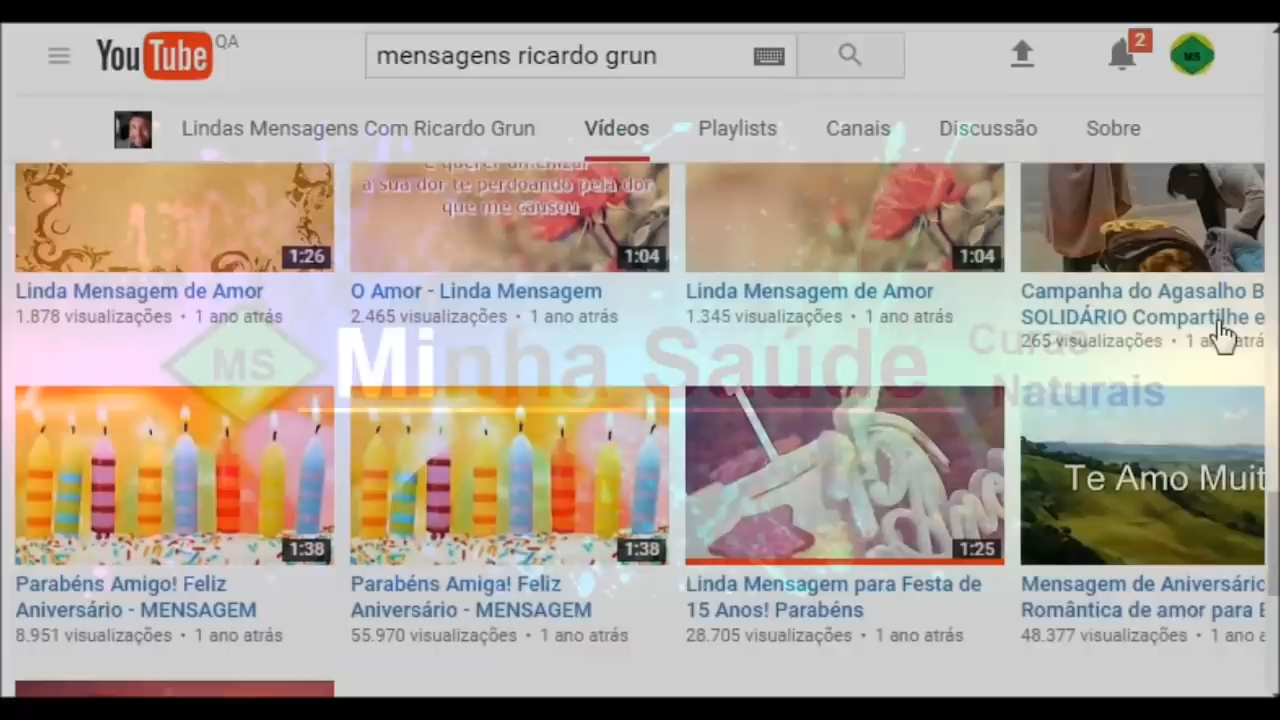 YouTube QA
mensagens ricardo grun
2
MS
Lindas Mensagens Com Ricardo Grun
Vídeos
Playlists
Canais
Discussão
Sobre
a sua dor te perdoando pela dor
que me causou
1:26
1:04
1:04
Linda Mensagem de Amor
1.878 visualizações • 1 ano atrás
O Amor - Linda Mensagem
2.465 visualizações • 1 ano atrás
Linda Mensagem de Amor
1.345 visualizações • 1 ano atrás
Campanha do Agasalho B
SOLIDÁRIO Compartilhe e
265 visualizações • 1 a atrá
MS
Minha Saúde
Curas
Naturais
1:38
1:38
1:25
Te Amo Muit
Parabéns Amigo! Feliz
Aniversário - MENSAGEM
8.951 visualizações • 1 ano atrás
Parabéns Amiga! Feliz
Aniversário - MENSAGEM
55.970 visualizações • 1 ano atrás
Linda Mensagem para Festa de
15 Anos! Parabéns
28.705 visualizações • 1 ano atrás
Mensagem de Aniversário
Romântica de amor para E
48.377 visualizações • 1 ano a